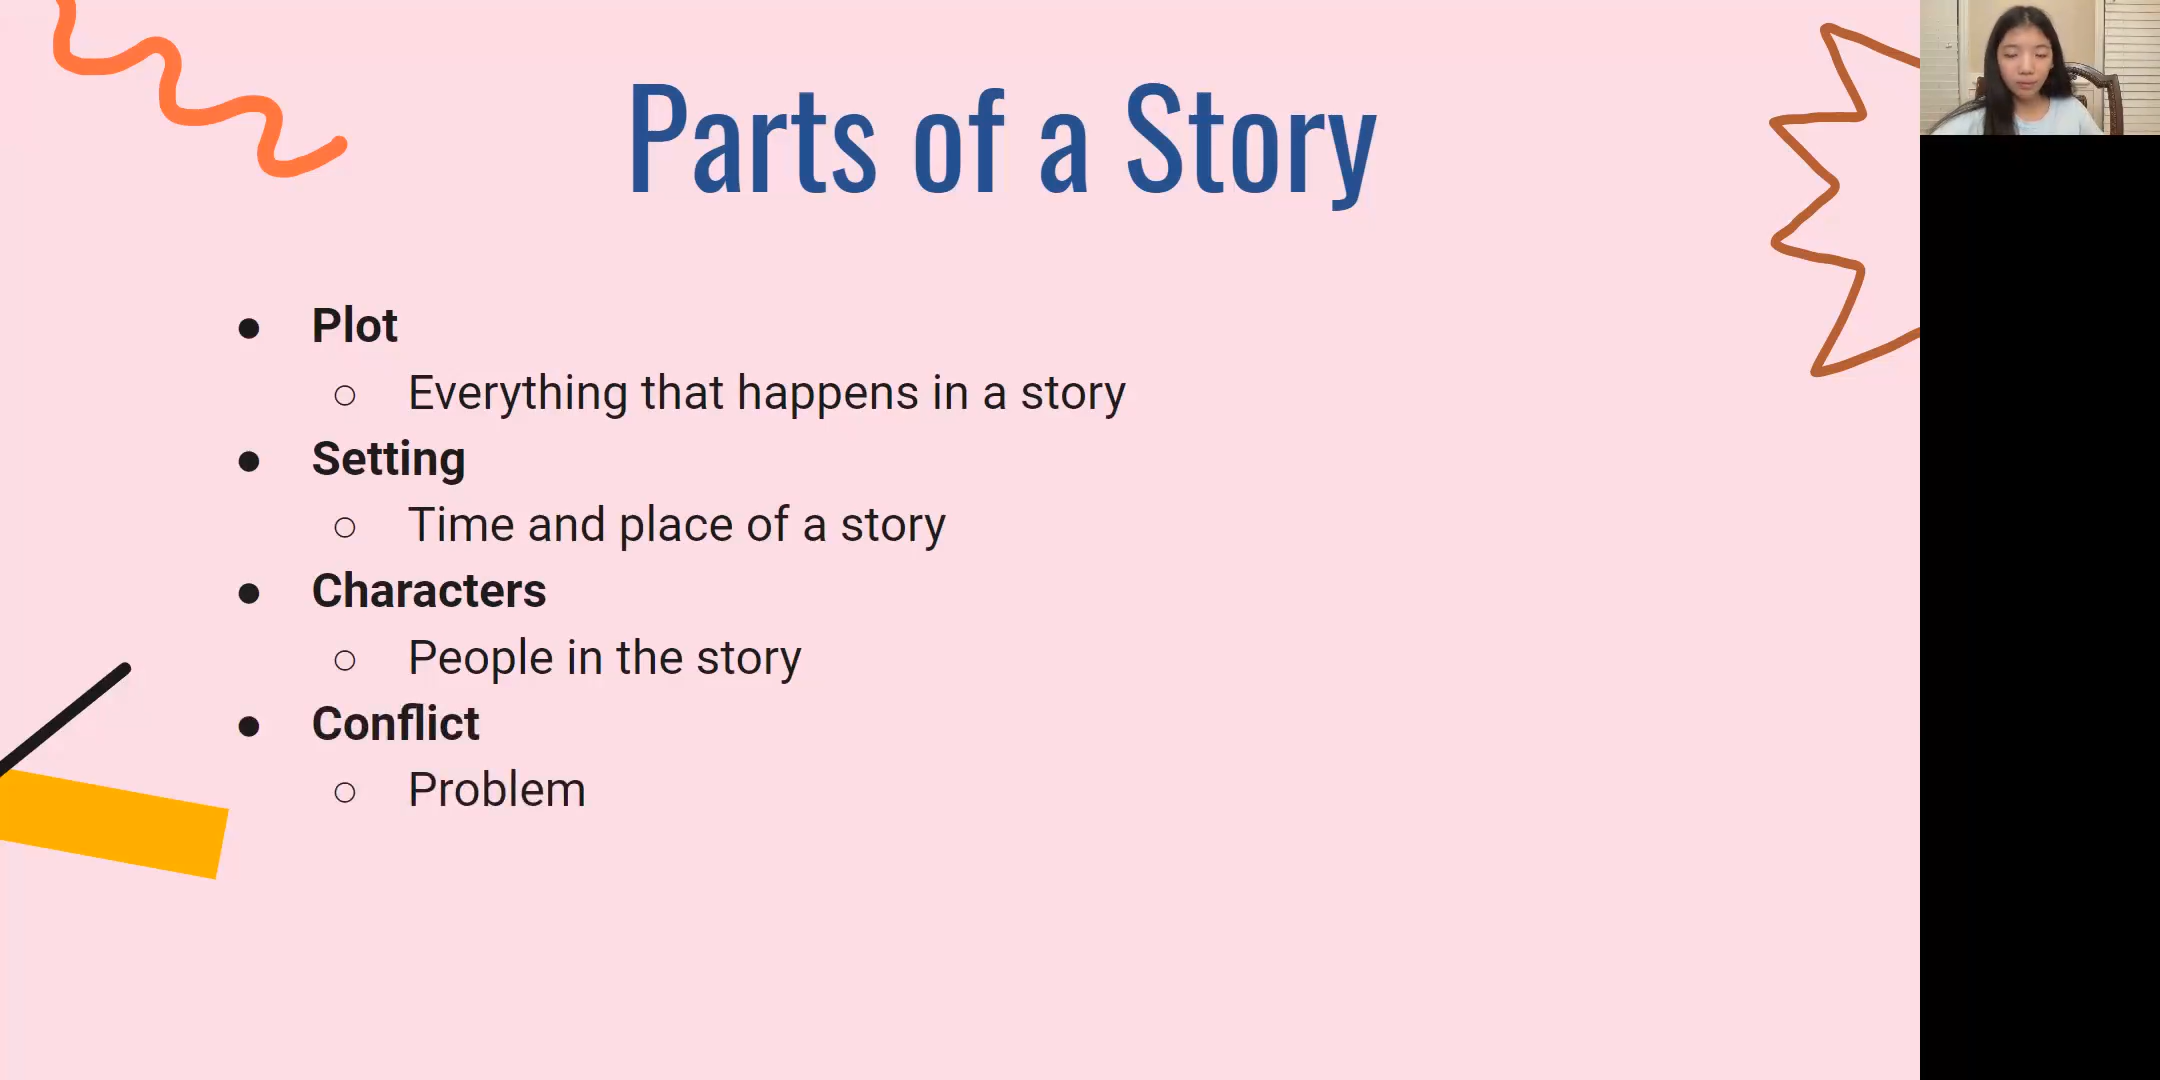 Parts of a Story
● Plot
○ Everything that happens in a story
● Setting
○ Time and place of a story
● Characters
○ People in the story
● Conflict
○ Problem